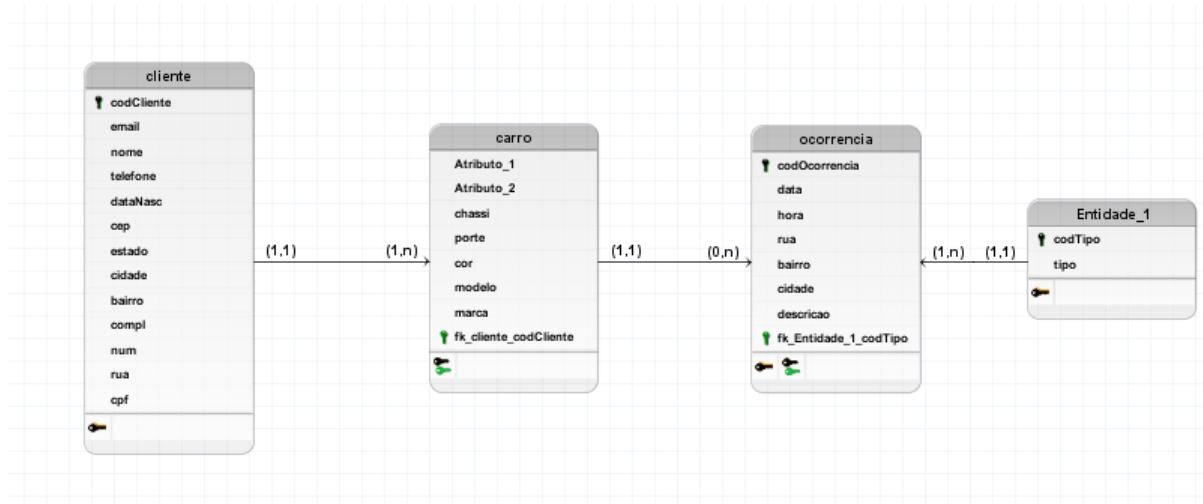 cliente
codCliente
email
nome
telefone
dataNasc
cep
estado
cidade
bairro
compl
num
rua
cpf
(1,1)
(1,n)
carro
Atributo_1
Atributo_2
chassi
porte
cor
modelo
marca
fk_cliente_codCliente
(1,1)
(0,n)
ocorrencia
codOcorrencia
data
hora
rua
bairro
cidade
descricao
fk_Entidade_1_codTipo
(1,n)
(1,1)
Entidade_1
codTipo
tipo